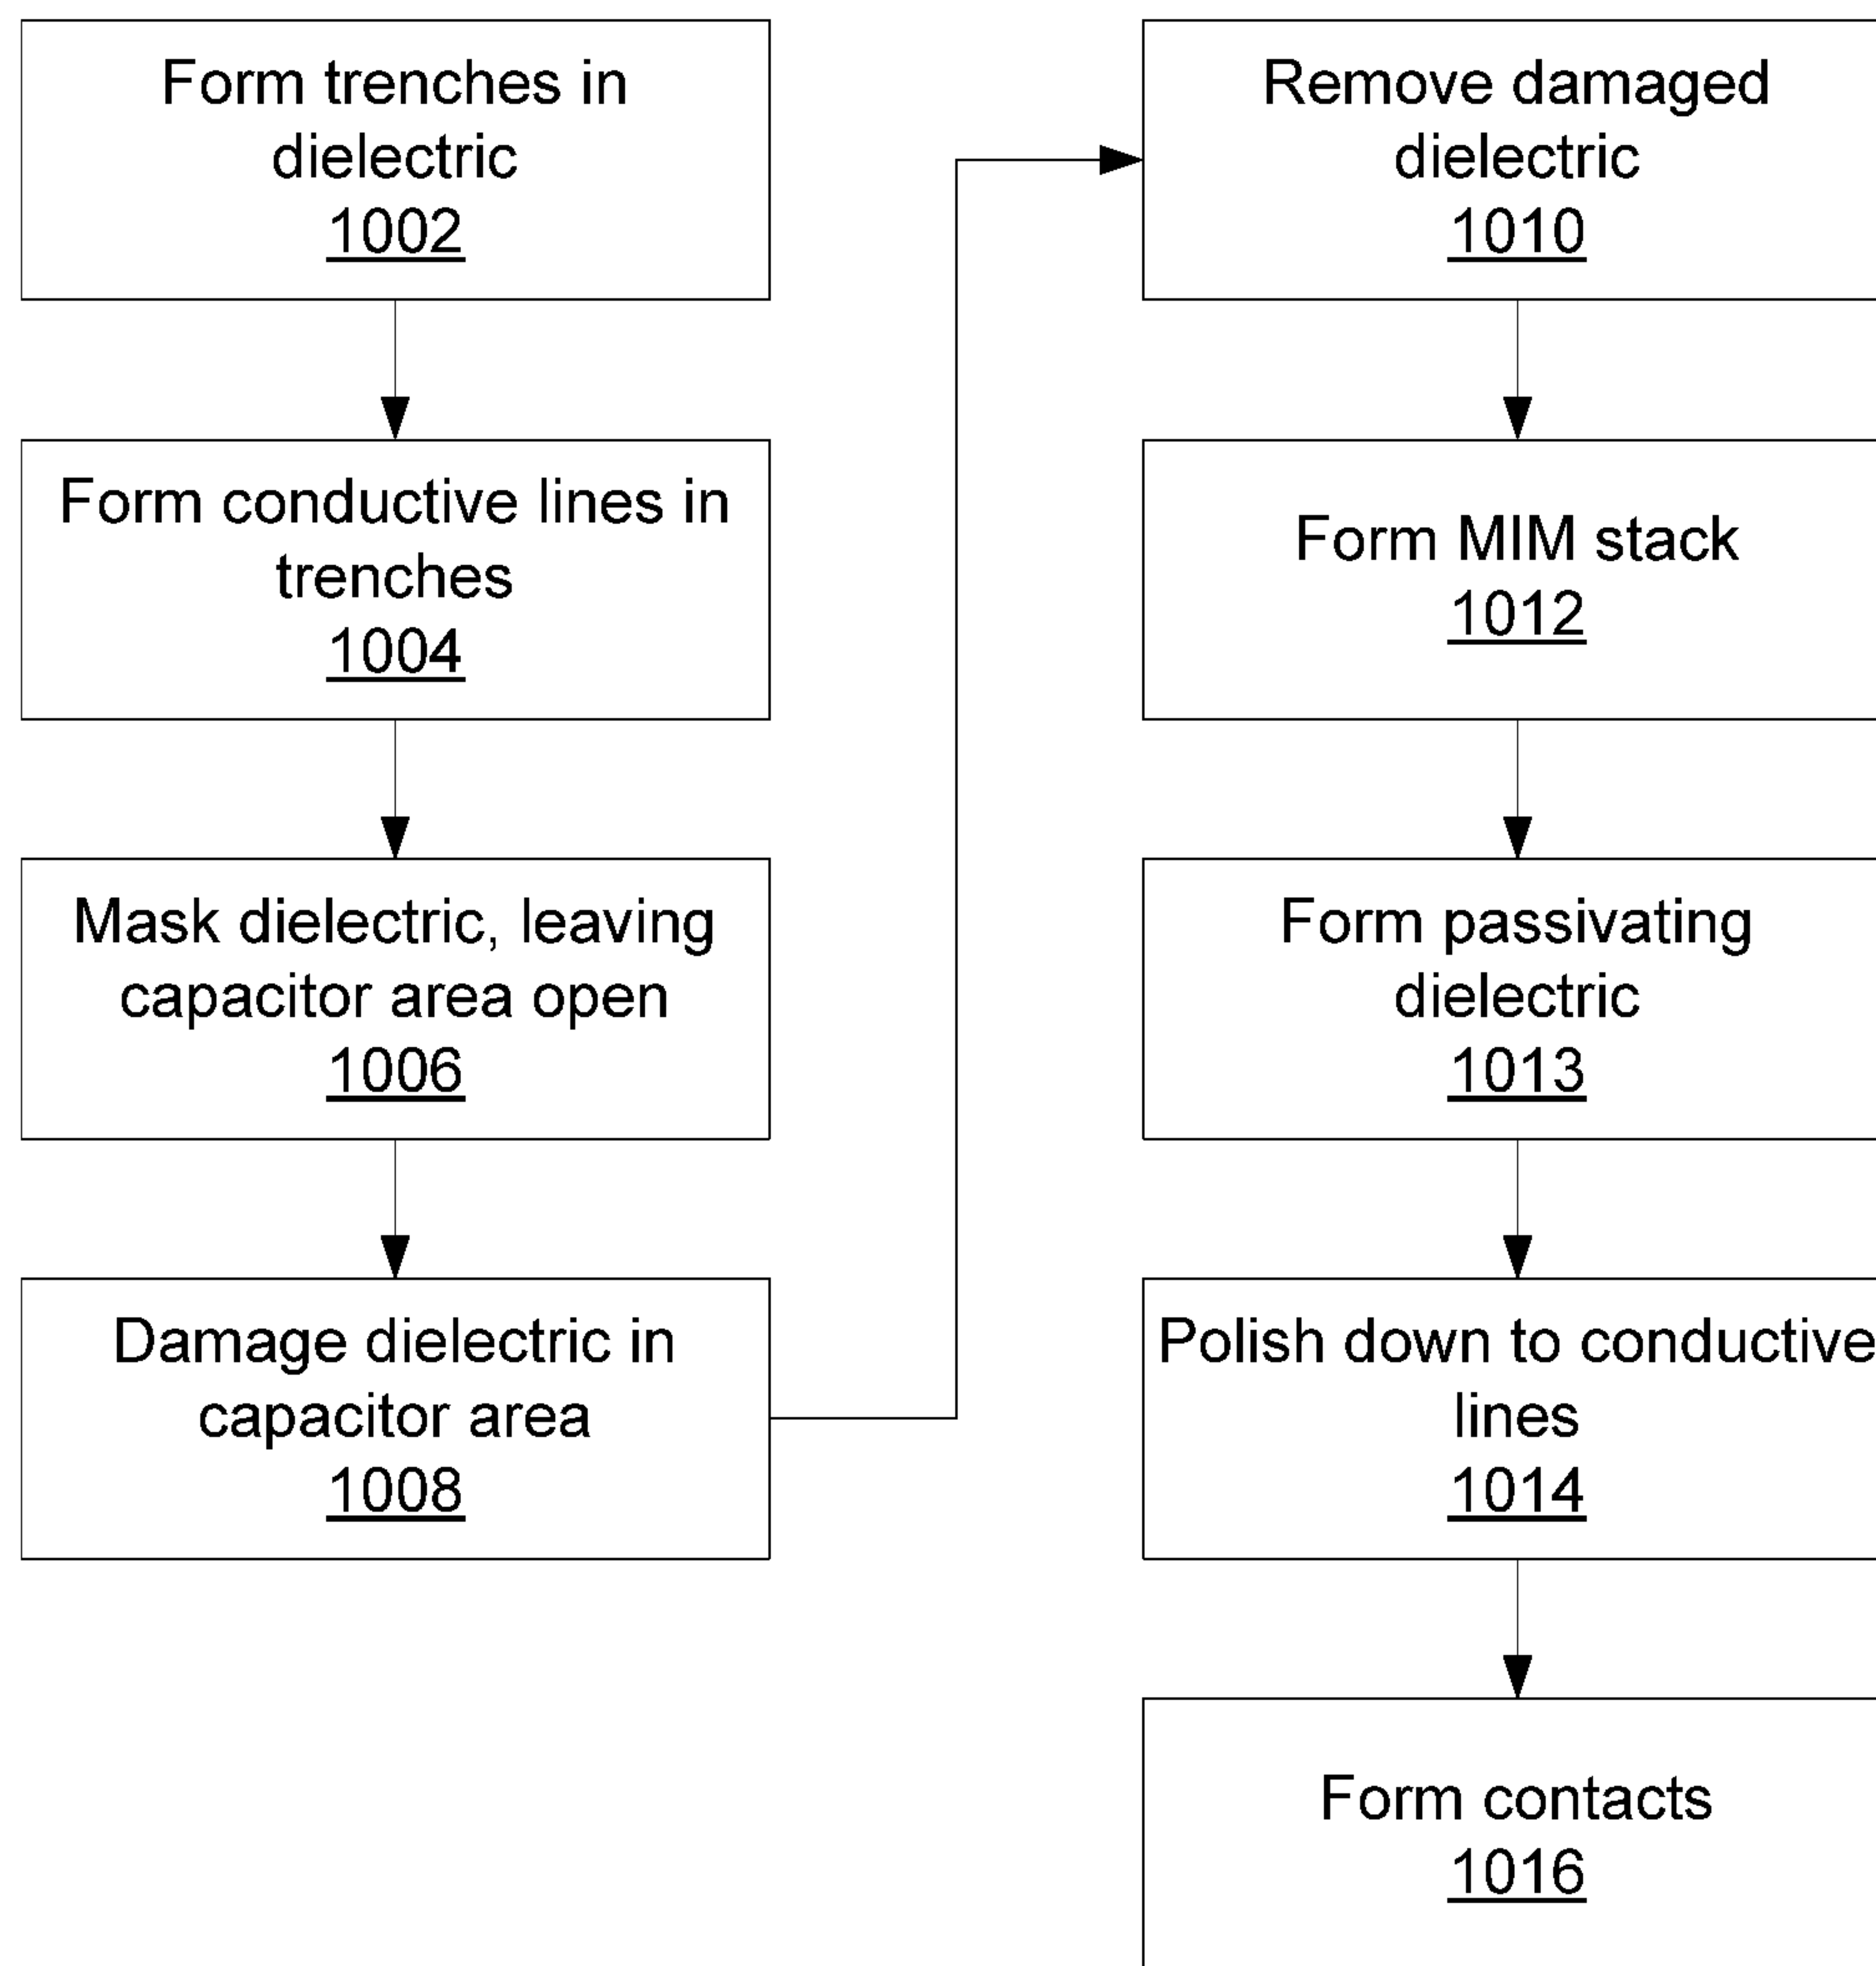 Form trenches in
dielectric
1002
Form conductive lines in
trenches
1004
Mask dielectric, leaving
capacitor area open
1006
Damage dielectric in
capacitor area
1008
Remove damaged
dielectric
1010
Form MIM stack
1012
Form passivating
dielectric
1013
Polish down to conductive
lines
1014
Form contacts
1016